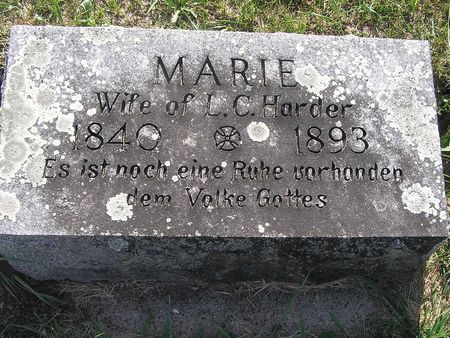 MARIE
Wife of L.C. Harder
1840 1893
Es ist noch eine Ruhe vorhanden
dem Volke Gottes